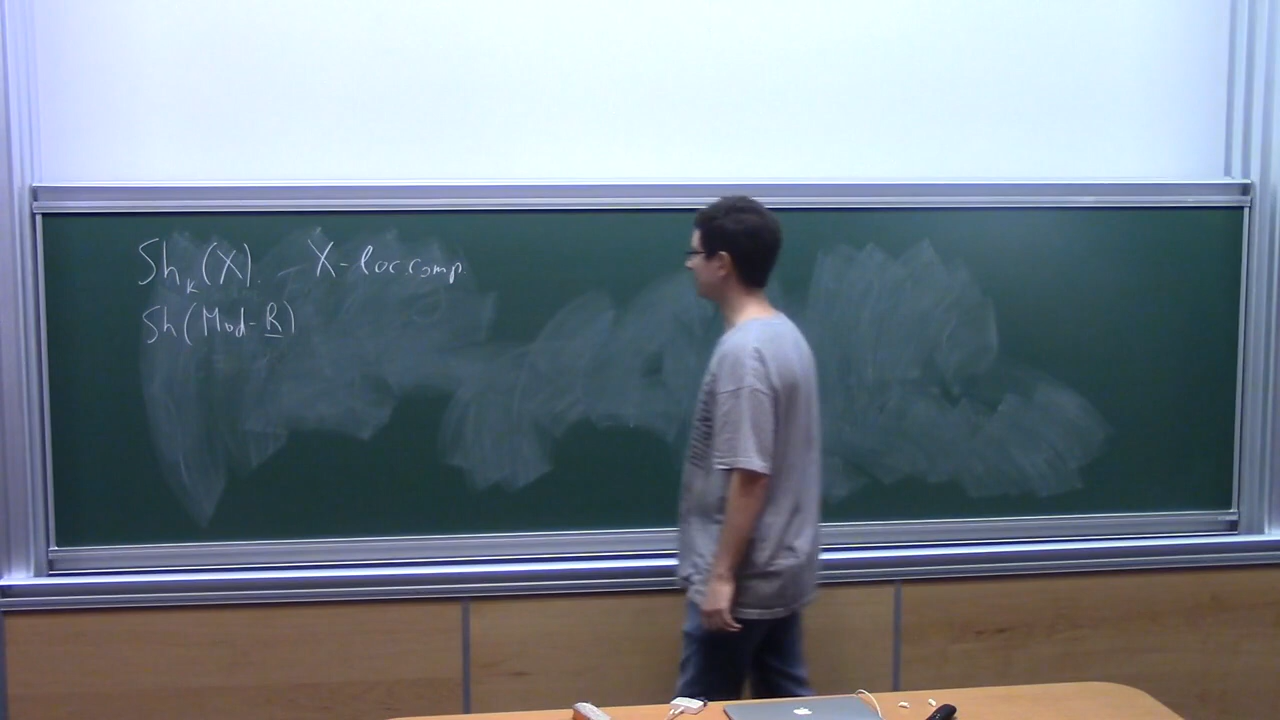 Sh_k(X). X - loc. comp.
Sh(Mod-R)